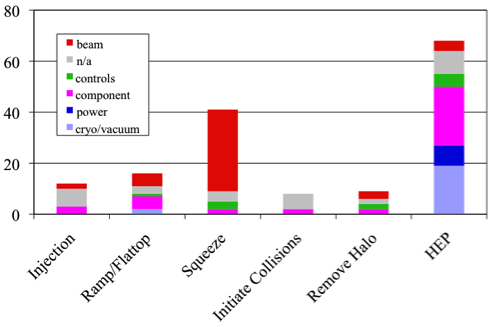 80
60
40
20
0
beam
n/a
controls
component
power
cryo/vacuum
Injection
Ramp/Flattop
Squeeze
Initiate Collisions
Remove Halo
HEP